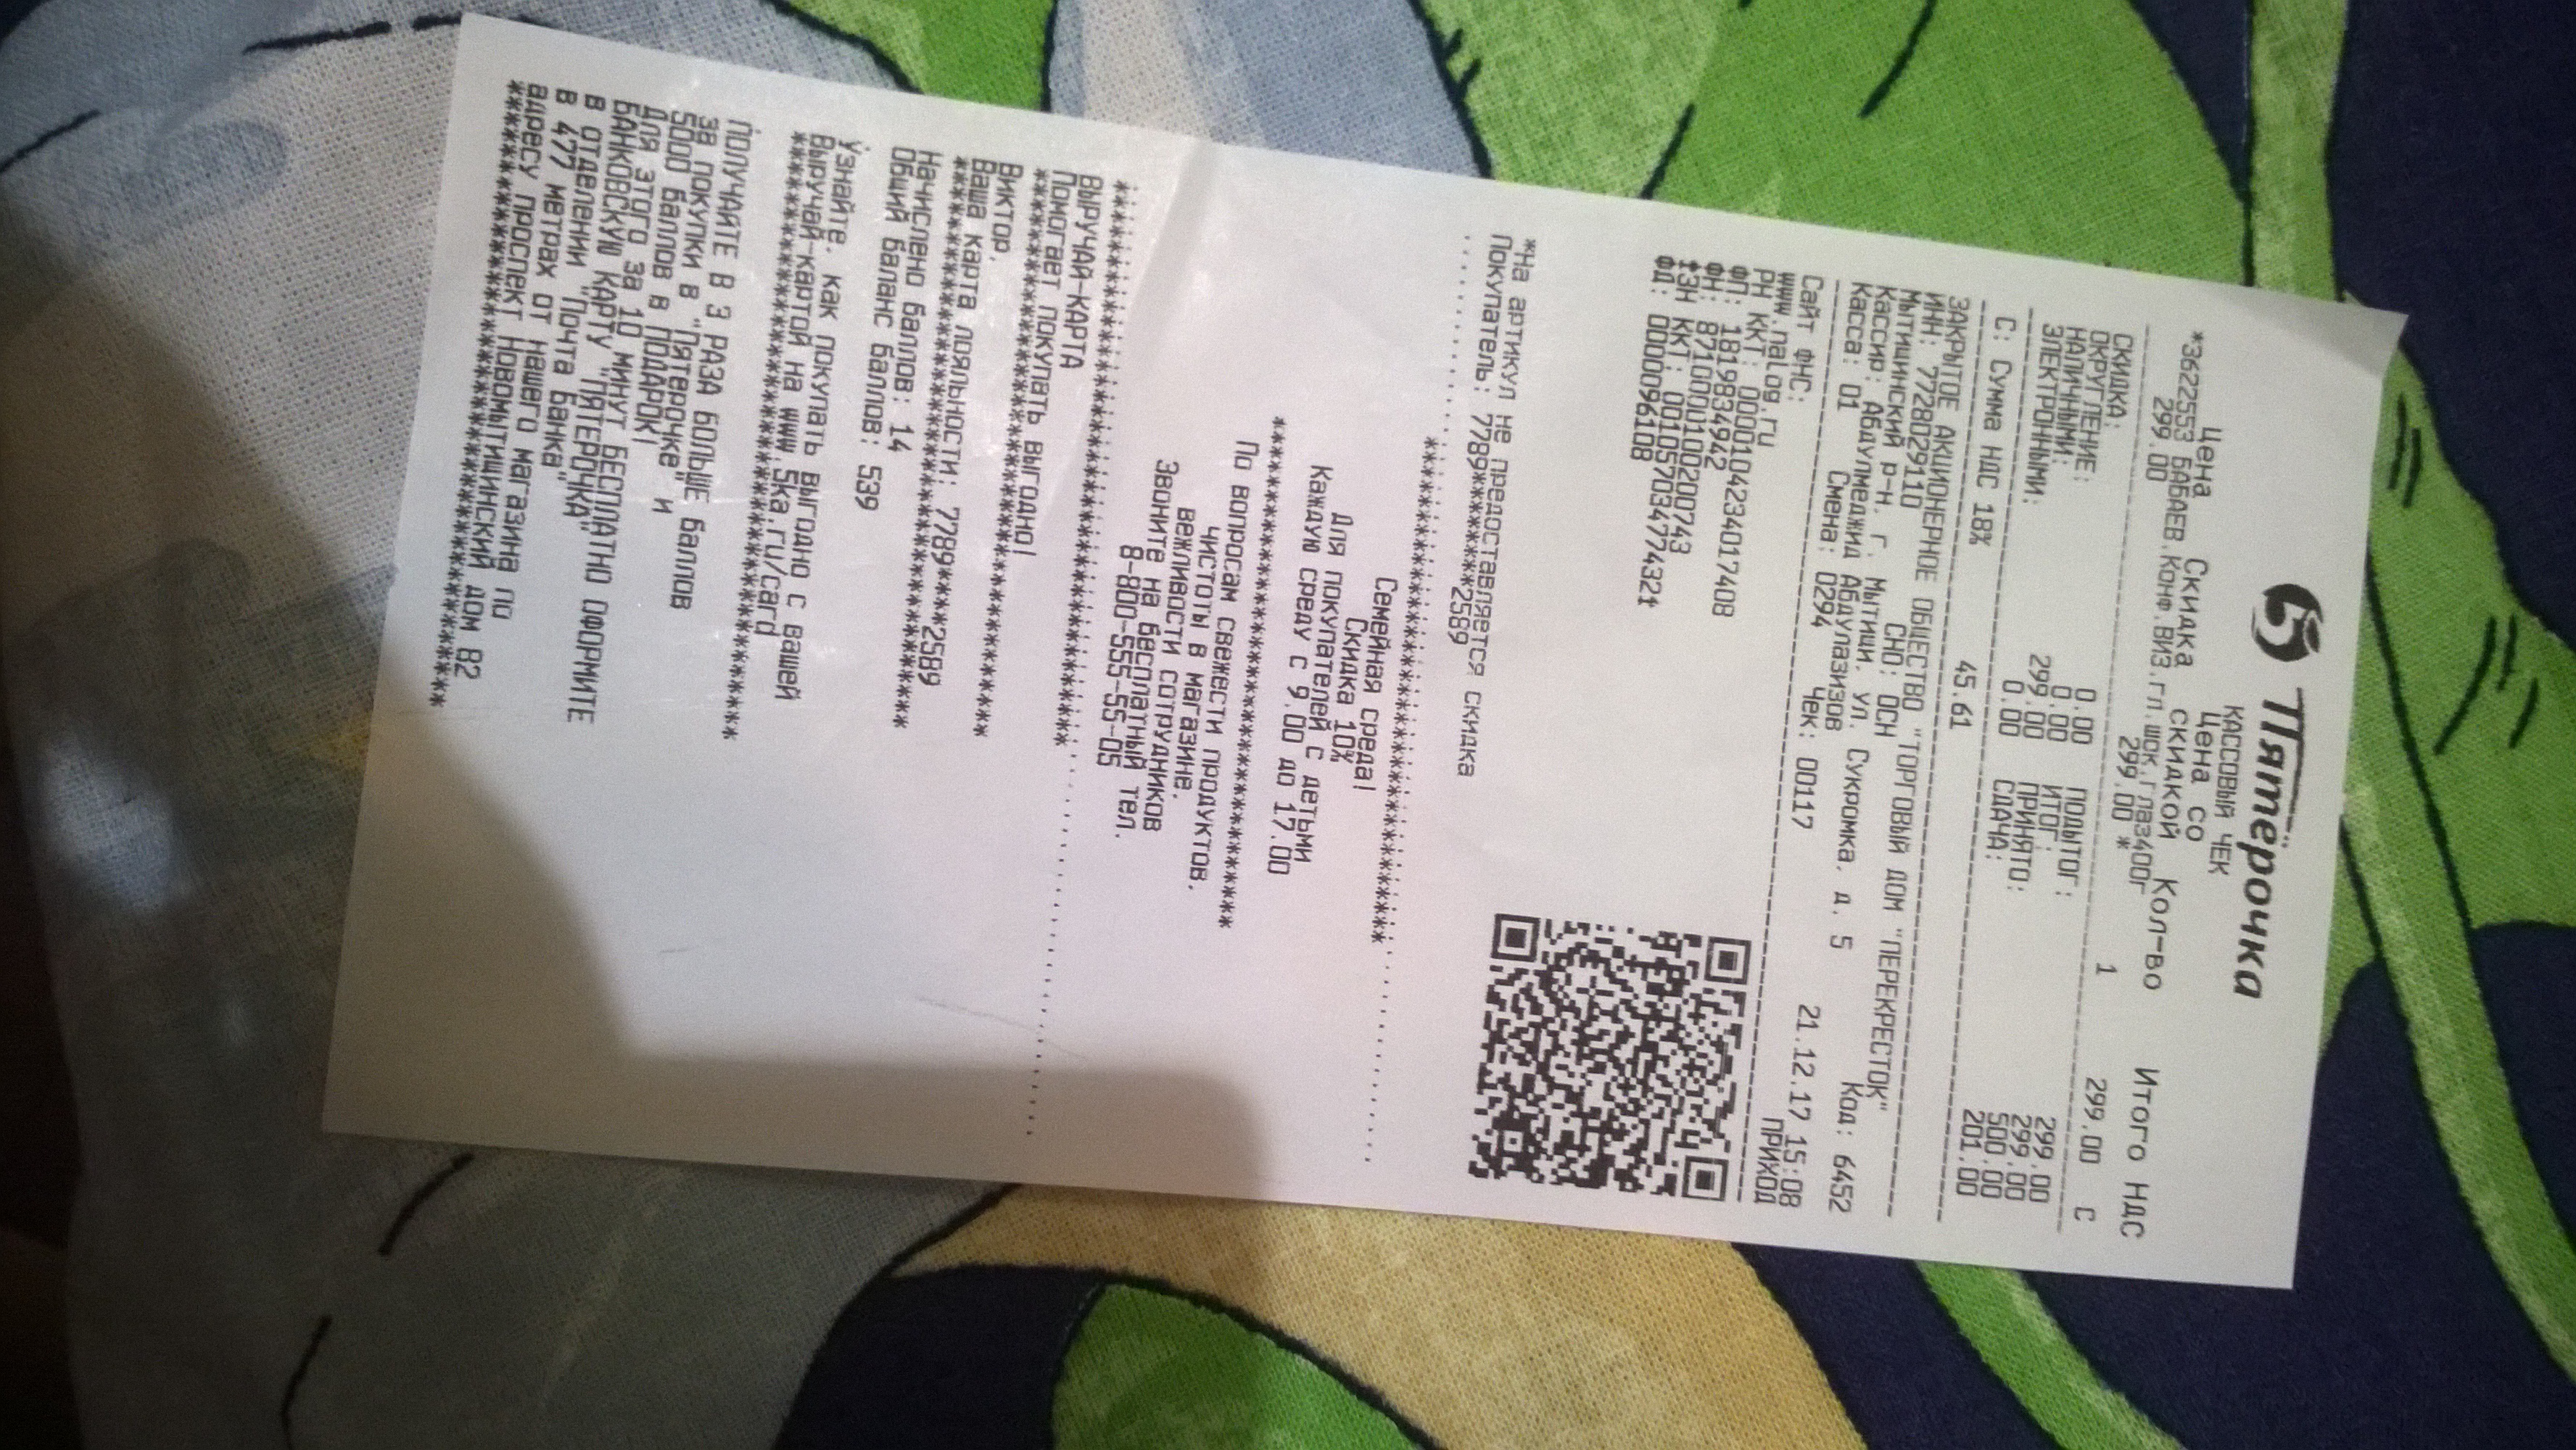 Пятёрочка
КАССОВЫЙ ЧЕК
Цена Скидка Цена со скидкой Кол-во Итого НДС
*3622553 БАБАЕВ.Конф.ВИЗ.гл.шок.глаз400г
299.00 299.00 * 1 299.00 С
СКИДКА: 0.00 ПОДЫТОГ: 299.00
ОКРУГЛЕНИЕ: 0.00 ИТОГ: 299.00
НАЛИЧНЫМИ: 299.00 ПРИНЯТО: 500.00
ЭЛЕКТРОННЫМИ: 0.00 СДАЧА: 201.00
С: Сумма НДС 18% 45.61
ЗАКРЫТОЕ АКЦИОНЕРНОЕ ОБЩЕСТВО "ТОРГОВЫЙ ДОМ "ПЕРЕКРЕСТОК"
ИНН: 7728029110 СНО: ОСН
Мытищинский р-н, г. Мытищи, ул. Сукромка, д. 5 Код: 6452
Кассир: Абдулмеджид Абдулазизов
Касса: 01 Смена: 0294 Чек: 00117 21.12.17 15:08
ПРИХОД
Сайт ФНС:
www.nalog.ru
РН ККТ: 0000104234017408
ФП: 1819834942
ФН: 8710000100200743
ФЗН ККТ: 00105703477432
ФД: 0000096108
*На артикул не предоставляется скидка
Покупатель: 7789********2589
Семейная среда!
Скидка 10%
Для покупателей с детьми
Каждую среду с 9.00 до 17.00
По вопросам свежести продуктов,
чистоты в магазине,
вежливости сотрудников
Звоните на бесплатный тел.
8-800-555-55-05
ВЫРУЧАЙ-КАРТА
Помогает покупать выгодно!
Виктор,
Ваша карта лояльности: 7789****2589
Начислено баллов: 14
Общий баланс баллов: 539
Узнайте, как покупать выгодно с вашей
Выручай-картой на www.5ka.ru/card
ПОЛУЧАЙТЕ В 3 РАЗА БОЛЬШЕ баллов
за покупки в "Пятерочке" и
5000 баллов в ПОДАРОК!
Для этого за 10 минут БЕСПЛАТНО ОФОРМИТЕ
БАНКОВСКУЮ КАРТУ "ПЯТЕРОЧКА"
в отделении "Почта Банка"
в 477 метрах от нашего магазина по
адресу проспект Новомытищинский дом 82